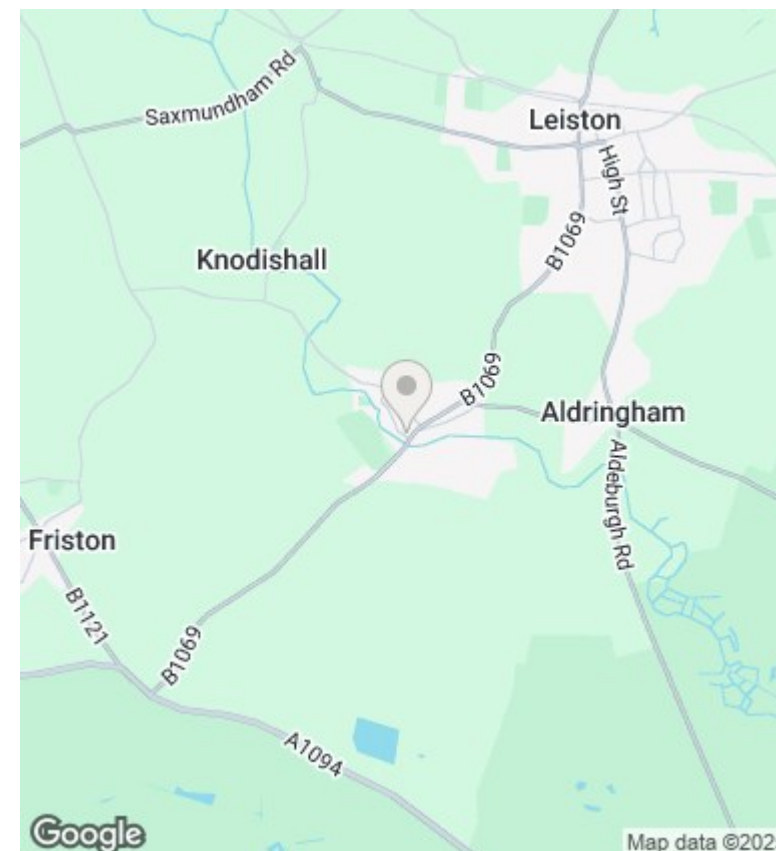 Saxmundham Rd
Leiston
High St
Knodishall
B1069
B1069
Aldringham
Aldeburgh Rd
Friston
B1121
B1069
A1094
Google
Map data ©202